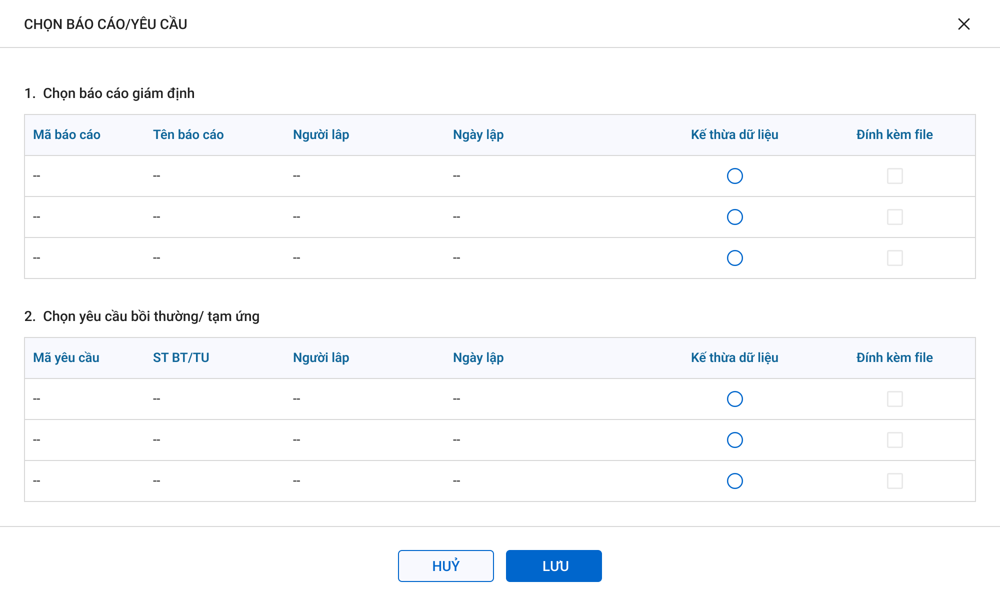 CHỌN BÁO CÁO/YÊU CẦU
1. Chọn báo cáo giám định
Mã báo cáo Tên báo cáo Người lâp Ngày lập Kế thừa dữ liệu Đính kèm file
-- -- -- --
-- -- -- --
-- -- -- --
2. Chọn yêu cầu bồi thường/ tạm ứng
Mã yêu cầu ST BT/TU Người lâp Ngày lập Kế thừa dữ liệu Đính kèm file
-- -- -- --
-- -- -- --
-- -- -- --
HUỶ LƯU